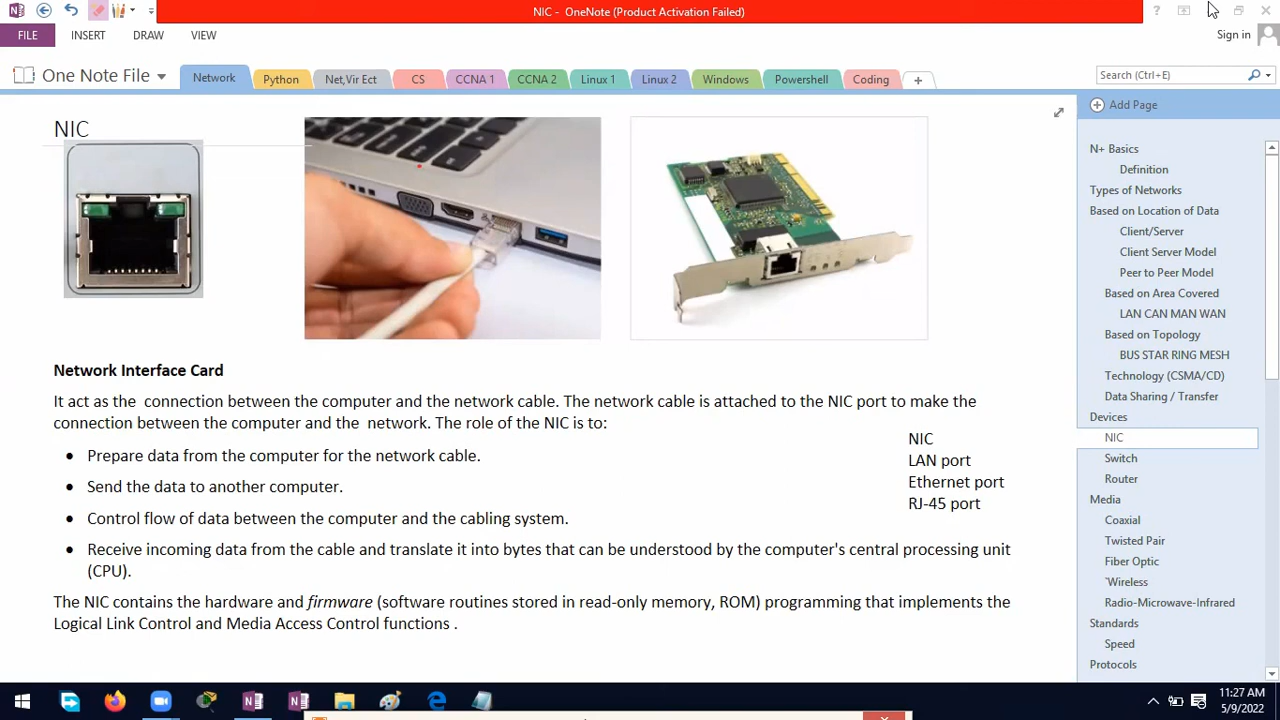 NIC - OneNote (Product Activation Failed)
?
FILE
INSERT
DRAW
VIEW
Sign in
One Note File
Network
Python
Net,Vir Ect
CS
CCNA 1
CCNA 2
Linux 1
Linux 2
Windows
Powershell
Coding
Search (Ctrl+E)
NIC
Network Interface Card
It act as the connection between the computer and the network cable. The network cable is attached to the NIC port to make the
connection between the computer and the network. The role of the NIC is to:
• Prepare data from the computer for the network cable.
• Send the data to another computer.
• Control flow of data between the computer and the cabling system.
• Receive incoming data from the cable and translate it into bytes that can be understood by the computer's central processing unit
(CPU).
The NIC contains the hardware and firmware (software routines stored in read-only memory, ROM) programming that implements the
Logical Link Control and Media Access Control functions .
NIC
LAN port
Ethernet port
RJ-45 port
Add Page
N+ Basics
Definition
Types of Networks
Based on Location of Data
Client/Server
Client Server Model
Peer to Peer Model
Based on Area Covered
LAN CAN MAN WAN
Based on Topology
BUS STAR RING MESH
Technology (CSMA/CD)
Data Sharing / Transfer
Devices
NIC
Switch
Router
Media
Coaxial
Twisted Pair
Fiber Optic
`Wireless
Radio-Microwave-Infrared
Standards
Speed
Protocols
11:27 AM
5/9/2022